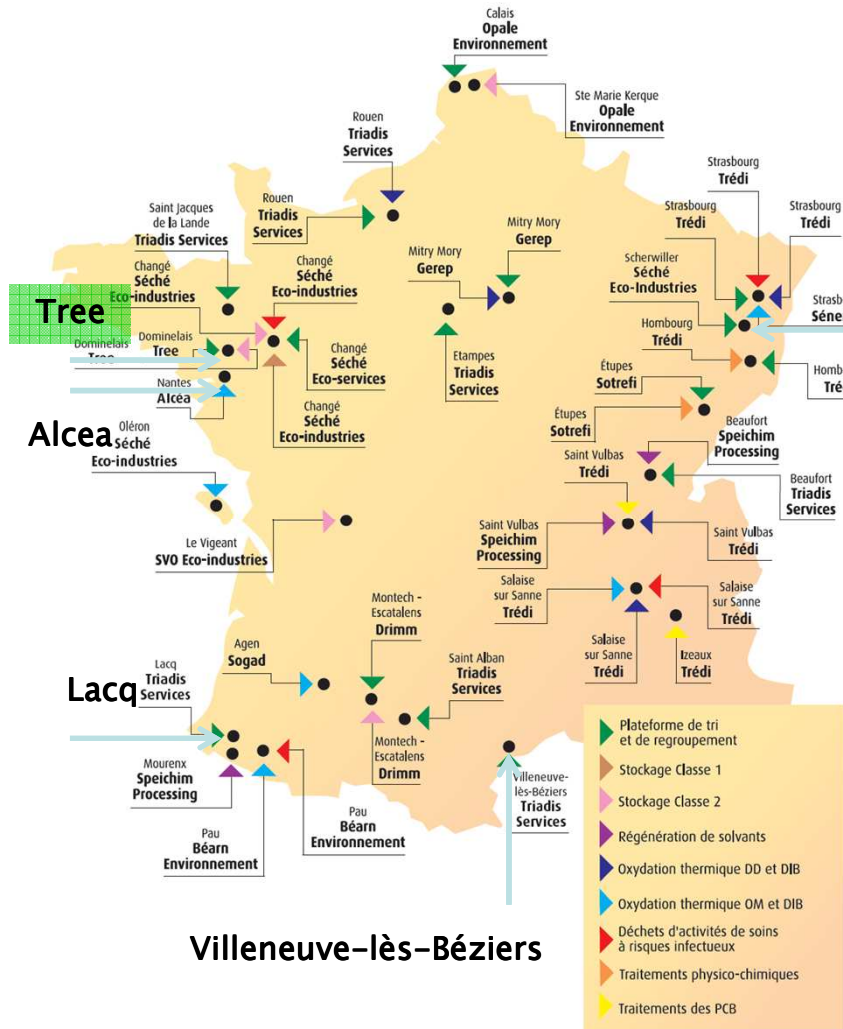 Calais
Opale
Environnement
Ste Marie Kerque
Opale
Environnement
Rouen
Triadis
Services
Rouen
Triadis
Services
Saint Jacques
de la Lande
Triadis Services
Changé
Séché
Eco-industries
Changé
Séché
Eco-industries
Mitry Mory
Gerep
Mitry Mory
Gerep
Strasbourg
Trédi
Strasbourg
Trédi
Strasbourg
Trédi
Scherwiller
Séché
Eco-Industries
Strasb
Séne
Hombourg
Trédi
Homb
Tré
Tree
Dominelais
Tree
Dominelais
Tree
Changé
Séché
Eco-services
Etampes
Triadis
Services
Nantes
Alcéa
Alcea
Changé
Séché
Eco-industries
Étupes
Sotrefi
Étupes
Sotrefi
Oléron
Séché
Eco-industries
Beaufort
Speichim
Processing
Saint Vulbas
Trédi
Beaufort
Triadis
Services
Le Vigeant
SVO Eco-industries
Saint Vulbas
Speichim
Processing
Saint Vulbas
Trédi
Salaise
sur Sanne
Trédi
Salaise
sur Sanne
Trédi
Salaise
sur Sanne
Trédi
Izeaux
Trédi
Montech -
Escatalens
Drimm
Agen
Sogad
Saint Alban
Triadis
Services
Lacq
Lacq
Triadis
Services
Mourenx
Speichim
Processing
Montech -
Escatalens
Drimm
Pau
Béarn
Environnement
Pau
Béarn
Environnement
Villeneuve-
lès-Béziers
Triadis
Services
Villeneuve-lès-Béziers
Plateforme de tri
et de regroupement
Stockage Classe 1
Stockage Classe 2
Régénération de solvants
Oxydation thermique DD et DIB
Oxydation thermique OM et DIB
Déchets d'activités de soins
à risques infectueux
Traitements physico-chimiques
Traitements des PCB